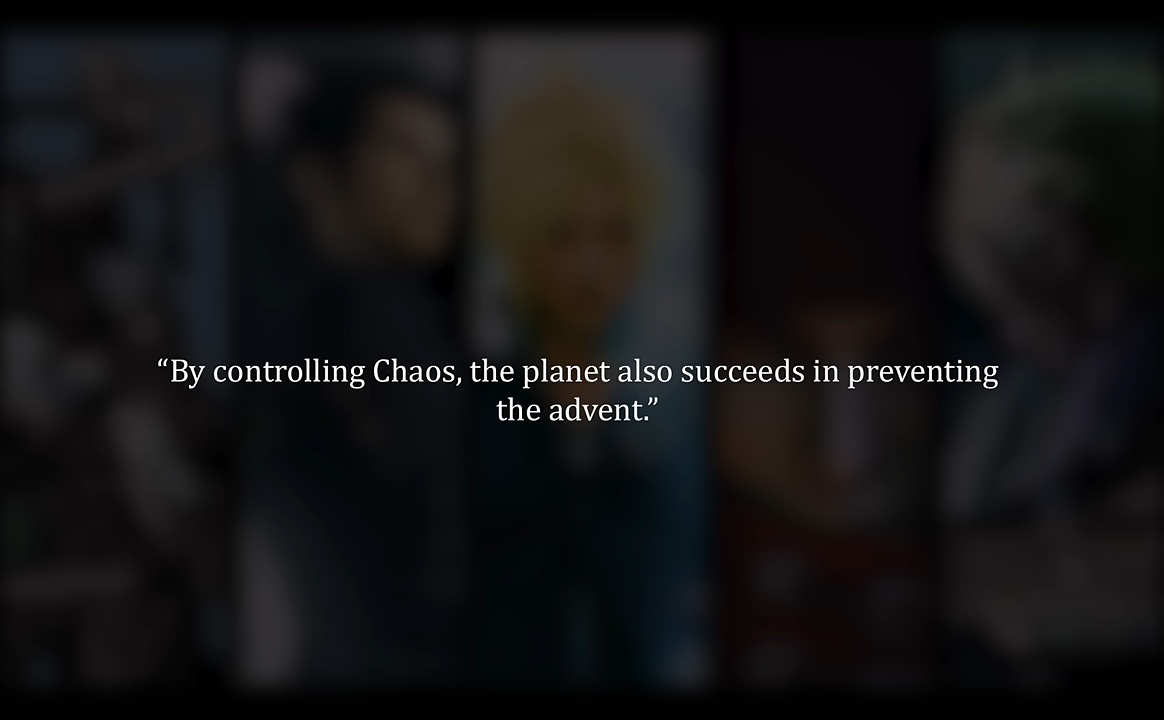 “By controlling Chaos, the planet also succeeds in preventing
the advent.”